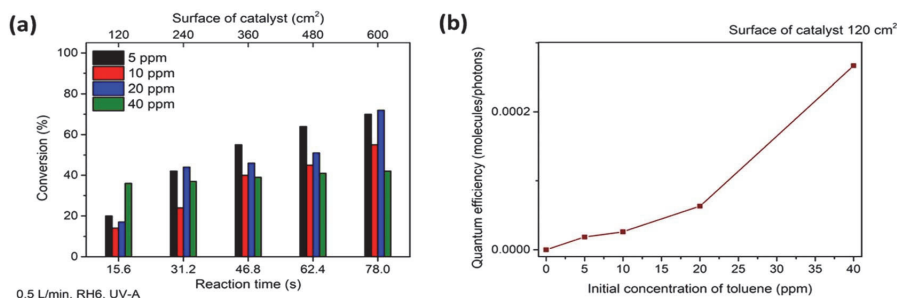 (a)
Surface of catalyst (cm²)
120 240 360 480 600
100
80
60
40
20
0
Conversion (%)
5 ppm
10 ppm
20 ppm
40 ppm
15.6 31.2 46.8 62.4 78.0
Reaction time (s)
0.5 L/min, RH6, UV-A
(b)
Surface of catalyst 120 cm²
Quantum efficiency (molecules/photons)
0.0002
0.0000
0 5 10 20 30 40
Initial concentration of toluene (ppm)